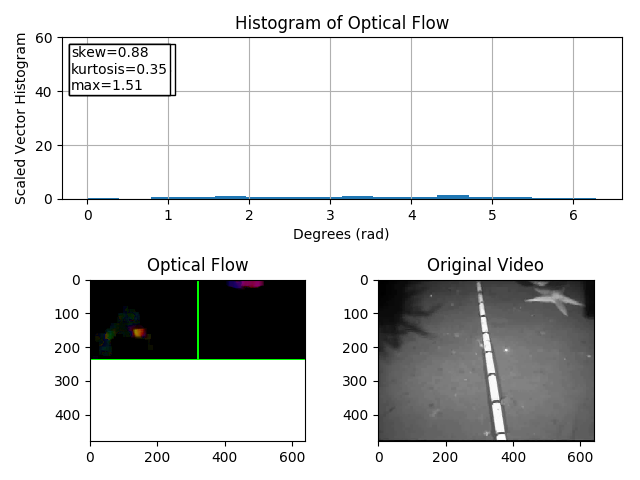 Histogram of Optical Flow
Scaled Vector Histogram
60
40
20
0
skew=0.88
kurtosis=0.35
max=1.51
0 1 2 3 4 5 6
Degrees (rad)
Optical Flow
0
100
200
300
400
0 200 400 600
Original Video
0
100
200
300
400
0 200 400 600